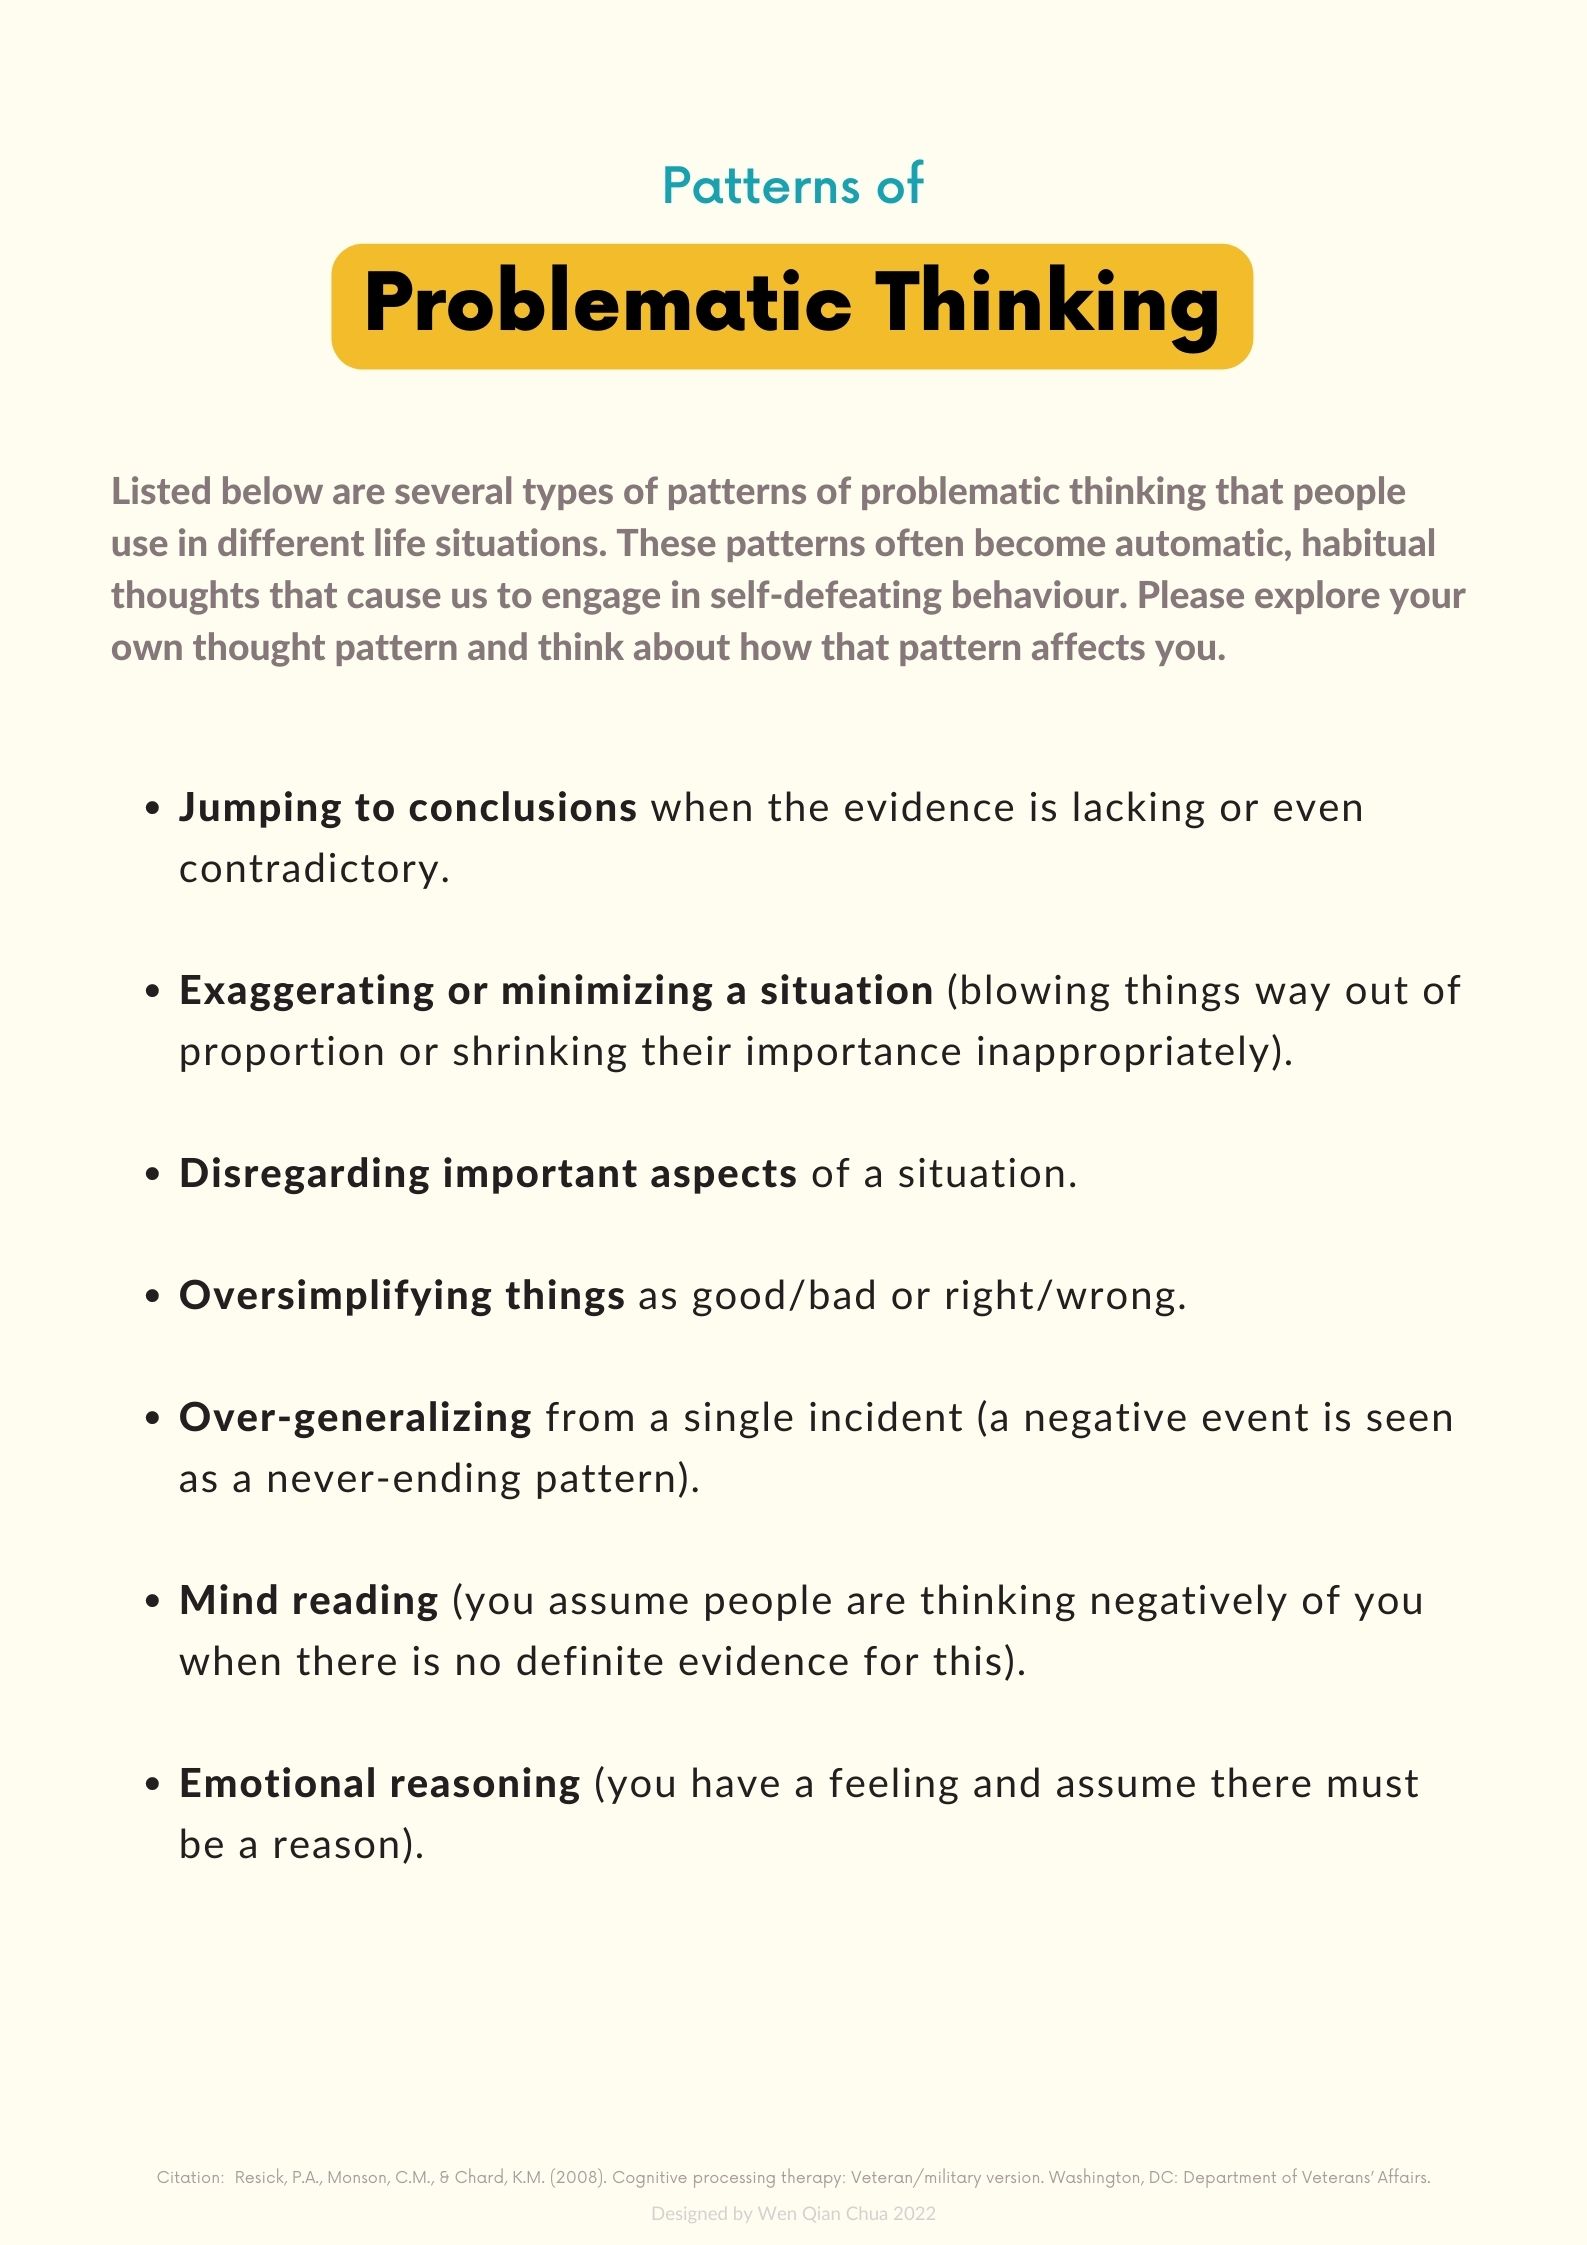 Patterns of
Problematic Thinking
Listed below are several types of patterns of problematic thinking that people
use in different life situations. These patterns often become automatic, habitual
thoughts that cause us to engage in self-defeating behaviour. Please explore your
own thought pattern and think about how that pattern affects you.
• Jumping to conclusions when the evidence is lacking or even
contradictory.
• Exaggerating or minimizing a situation (blowing things way out of
proportion or shrinking their importance inappropriately).
• Disregarding important aspects of a situation.
• Oversimplifying things as good/bad or right/wrong.
• Over-generalizing from a single incident (a negative event is seen
as a never-ending pattern).
• Mind reading (you assume people are thinking negatively of you
when there is no definite evidence for this).
• Emotional reasoning (you have a feeling and assume there must
be a reason).
Citation: Resick, P.A., Monson, C.M., & Chard, K.M. (2008). Cognitive processing therapy: Veteran/military version. Washington, DC: Department of Veterans’ Affairs.
Designed by Wen Qian Chua 2022